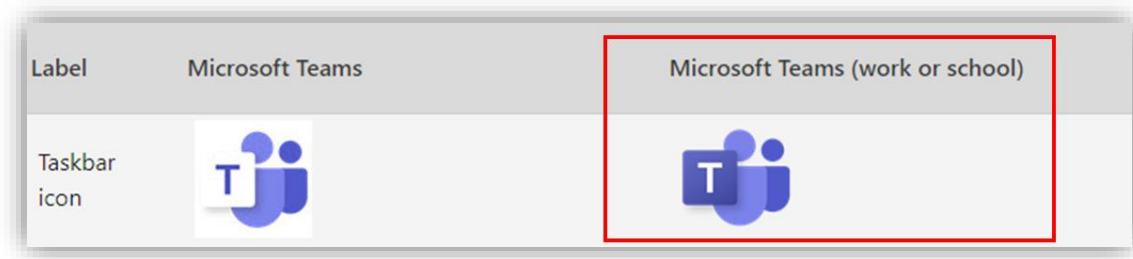 Label Microsoft Teams Microsoft Teams (work or school)
Taskbar
icon
T
T